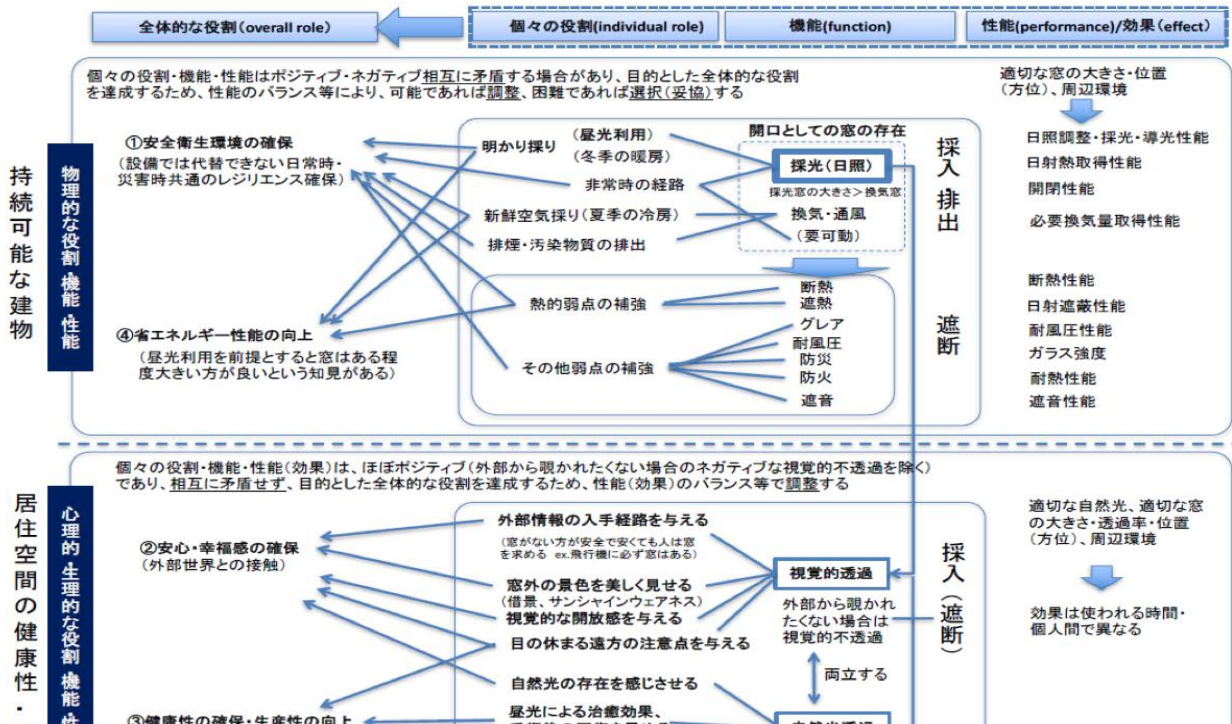 全体的な役割(overall role)
個々の役割(individual role)
機能(function)
性能(performance)/効果(effect)
個々の役割・機能・性能はポジティブ・ネガティブ相互に矛盾する場合があり、目的とした全体的な役割
を達成するため、性能のバランス等により、可能であれば調整、困難であれば選択(妥協)する
適切な窓の大きさ・位置
(方位)、周辺環境
持続可能な建物
物理的な役割・機能・性能
①安全衛生環境の確保
(設備では代替できない日常時・
災害時共通のレジリエンス確保)
④省エネルギー性能の向上
(昼光利用を前提とすると窓はある程
度大きい方が良いという知見がある)
明かり採り
(昼光利用)
(冬季の暖房)
非常時の経路
新鮮空気採り(夏季の冷房)
排煙・汚染物質の排出
開口としての窓の存在
採光(日照)
採光窓の大きさ>換気窓
換気・通風
(要可動)
採入・排出
熱的弱点の補強
断熱
遮熱
その他弱点の補強
グレア
耐風圧
防災
防火
遮音
遮断
日照調整・採光・導光性能
日射熱取得性能
開閉性能
必要換気量取得性能
断熱性能
日射遮蔽性能
耐風圧性能
ガラス強度
耐熱性能
遮音性能
個々の役割・機能・性能(効果)は、ほぼポジティブ(外部から覗かれたくない場合のネガティブな視覚的不透過を除く)
であり、相互に矛盾せず、目的とした全体的な役割を達成するため、性能(効果)のバランス等で調整する
居住空間の健康性・
心理的・生理的な役割・機能・性
②安心・幸福感の確保
(外部世界との接触)
③健康性の確保・生産性の向上
外部情報の入手経路を与える
(窓がない方が安全で安くても人は窓
を求める ex.飛行機に必ず窓はある)
窓外の景色を美しく見せる
(借景、サンシャインウェアネス)
視覚的な開放感を与える
目の休まる遠方の注意点を与える
自然光の存在を感じさせる
昼光による治癒効果、
視覚的透過
外部から覗かれ
たくない場合は
視覚的不透過
両立する
採入(遮断)
適切な自然光、適切な窓
の大きさ・透過率・位置
(方位)、周辺環境
効果は使われる時間・
個人間で異なる